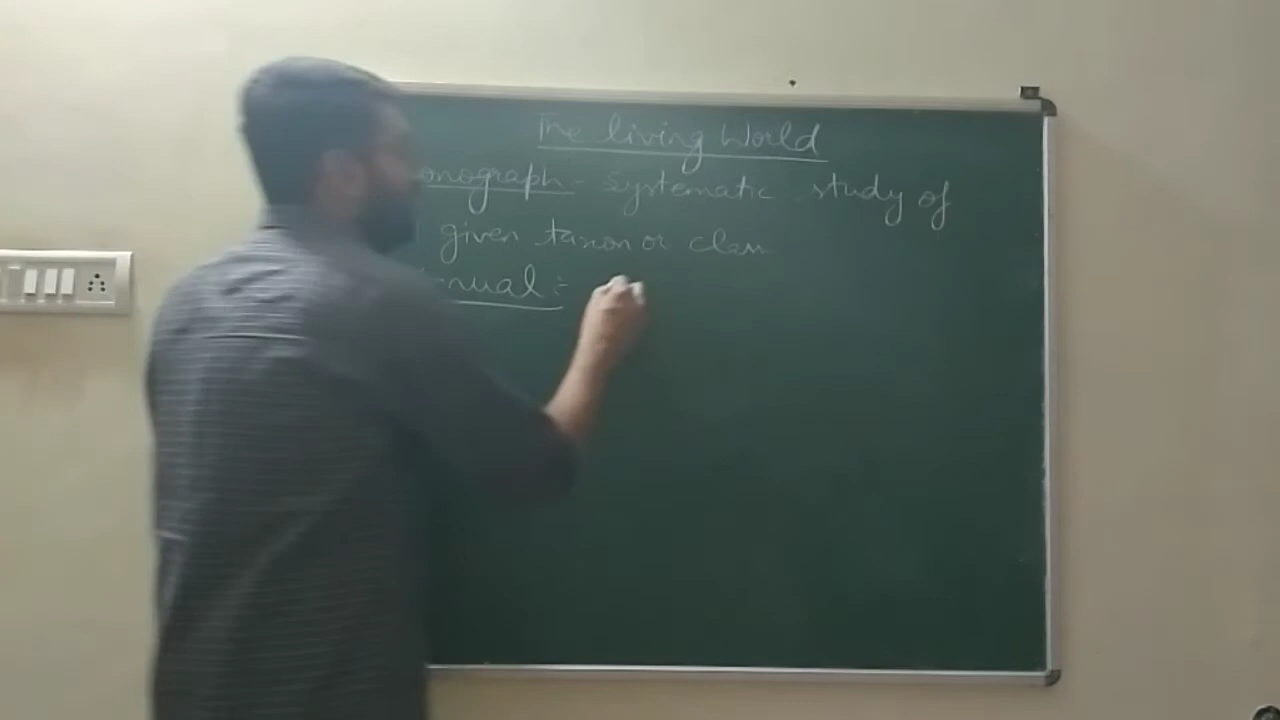 The living World
onograph- Systematic study of
given taxon or class
nual :-